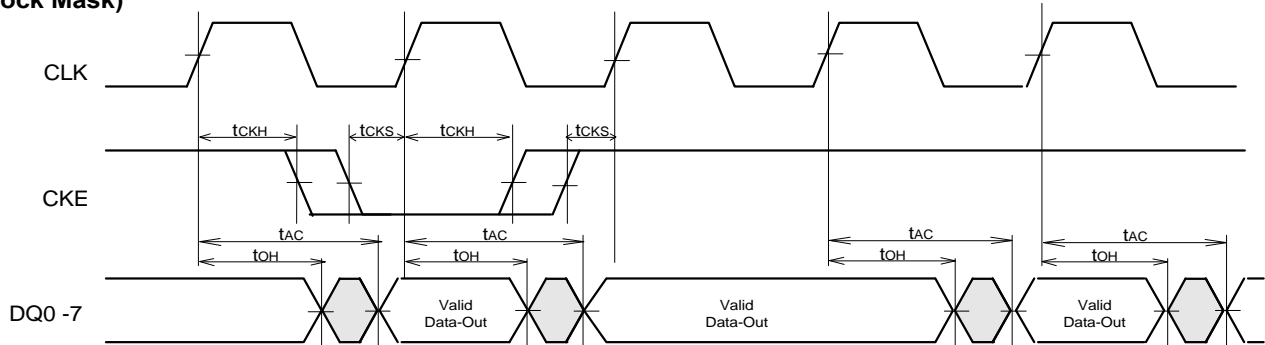 ock Mask)
CLK
tCKH tCKS tCKH tCKS
CKE
tAC tAC tAC tAC
tOH tOH tOH tOH
DQ0 -7
Valid Valid Valid
Data-Out Data-Out Data-Out